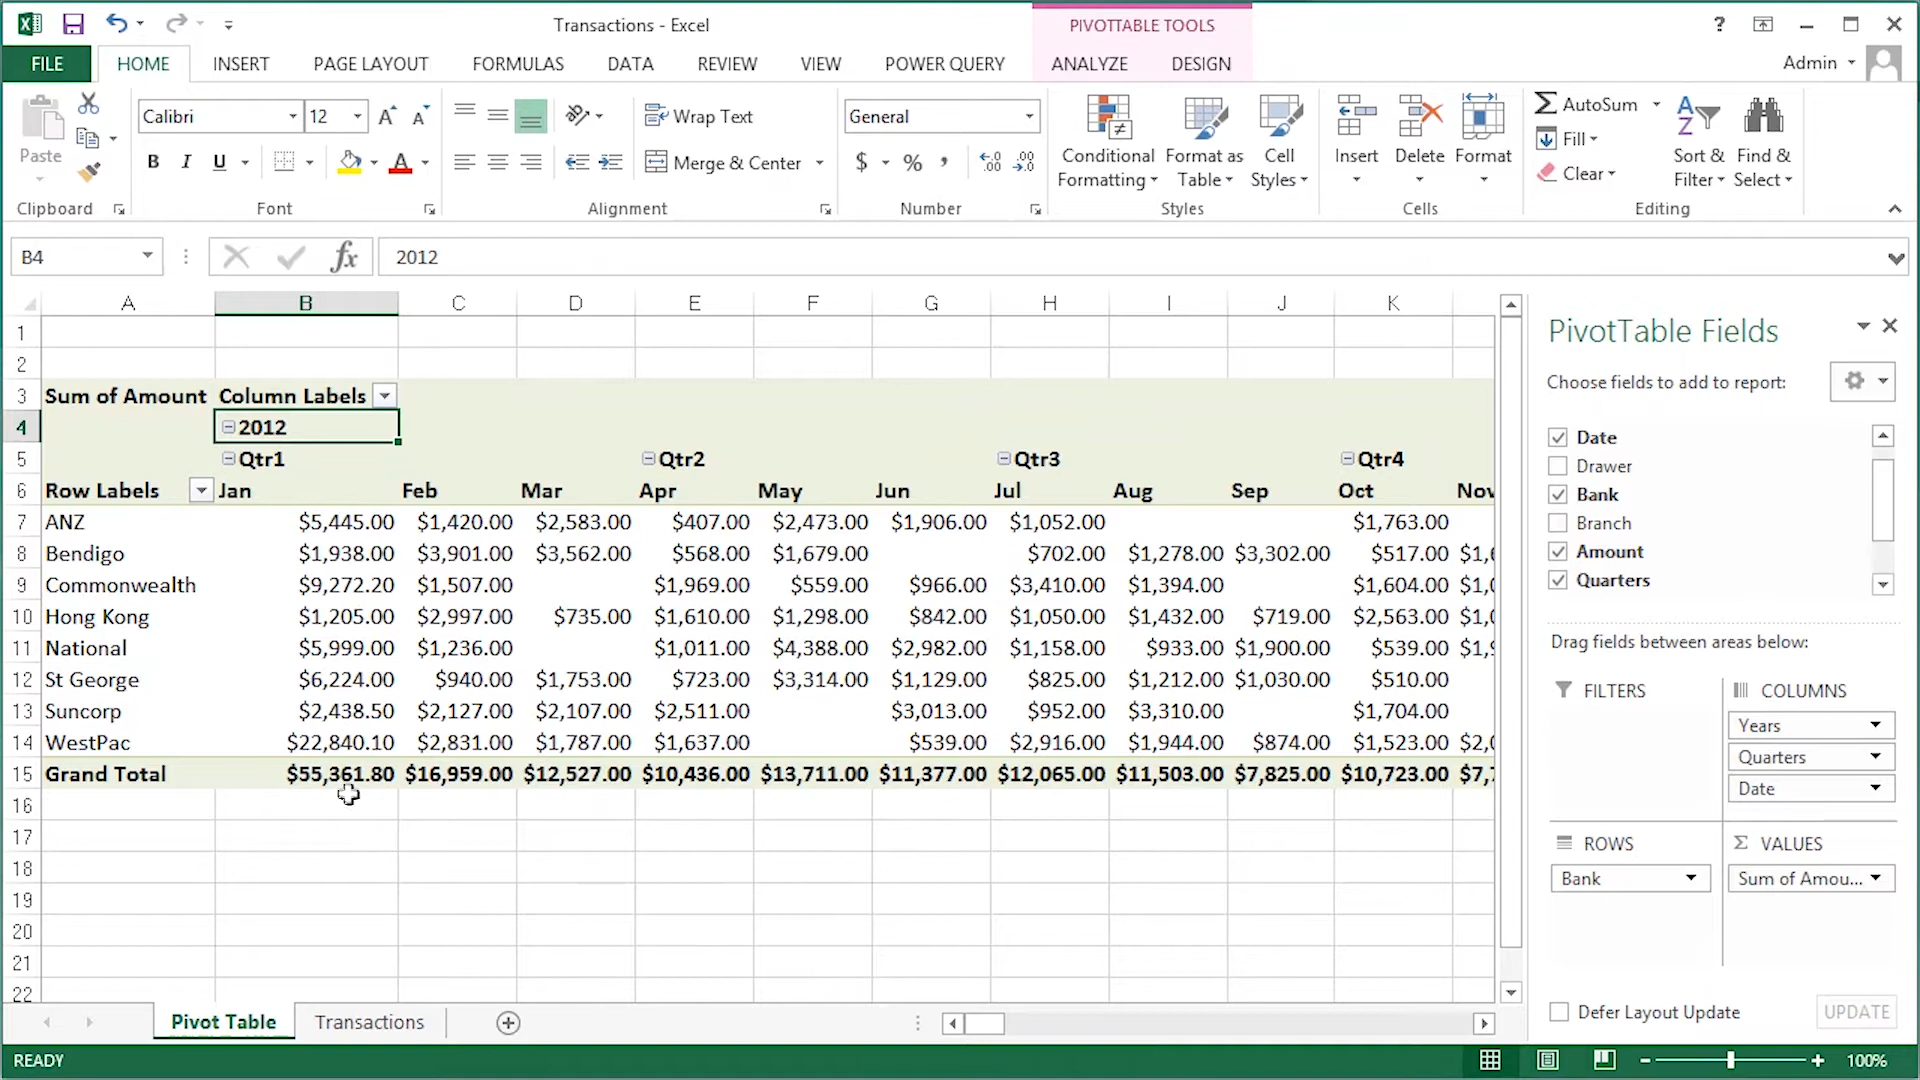 Transactions - Excel
PIVOTTABLE TOOLS
?
FILE HOME INSERT PAGE LAYOUT FORMULAS DATA REVIEW VIEW POWER QUERY ANALYZE DESIGN Admin
Paste
Calibri 12
B I U A
Wrap Text
Merge & Center
General
$ % ,
Conditional Formatting
Format as Table
Cell Styles
Insert Delete Format
AutoSum
Fill
Clear
Sort & Filter
Find & Select
Clipboard Font Alignment Number Styles Cells Editing
B4 fx 2012
A B C D E F G H I J K
1
2
3 Sum of Amount Column Labels
4 2012
5 Qtr1 Qtr2 Qtr3 Qtr4
6 Row Labels Jan Feb Mar Apr May Jun Jul Aug Sep Oct Nov
7 ANZ $5,445.00 $1,420.00 $2,583.00 $407.00 $2,473.00 $1,906.00 $1,052.00 $1,763.00
8 Bendigo $1,938.00 $3,901.00 $3,562.00 $568.00 $1,679.00 $702.00 $1,278.00 $3,302.00 $517.00
9 Commonwealth $9,272.20 $1,507.00 $1,969.00 $559.00 $966.00 $3,410.00 $1,394.00 $1,604.00
10 Hong Kong $1,205.00 $2,997.00 $735.00 $1,610.00 $1,298.00 $842.00 $1,050.00 $1,432.00 $719.00 $2,563.00
11 National $5,999.00 $1,236.00 $1,011.00 $4,388.00 $2,982.00 $1,158.00 $933.00 $1,900.00 $539.00
12 St George $6,224.00 $940.00 $1,753.00 $723.00 $3,314.00 $1,129.00 $825.00 $1,212.00 $1,030.00 $510.00
13 Suncorp $2,438.50 $2,127.00 $2,107.00 $2,511.00 $3,013.00 $952.00 $3,310.00 $1,704.00
14 WestPac $22,840.10 $2,831.00 $1,787.00 $1,637.00 $539.00 $2,916.00 $1,944.00 $874.00 $1,523.00
15 Grand Total $55,361.80 $16,959.00 $12,527.00 $10,436.00 $13,711.00 $11,377.00 $12,065.00 $11,503.00 $7,825.00 $10,723.00
16
17
18
19
20
21
22
PivotTable Fields
Choose fields to add to report:
Date
Drawer
Bank
Branch
Amount
Quarters
Drag fields between areas below:
FILTERS
COLUMNS
Years
Quarters
Date
ROWS
Bank
VALUES
Sum of Amou...
Defer Layout Update UPDATE
Pivot Table Transactions
READY 100%